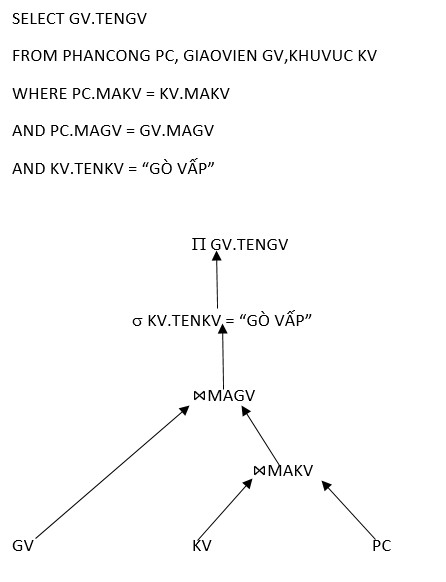 SELECT GV.TENGV
FROM PHANCONG PC, GIAOVIEN GV,KHUVUC KV
WHERE PC.MAKV = KV.MAKV
AND PC.MAGV = GV.MAGV
AND KV.TENKV = “GÒ VẤP”
∏ GV.TENGV
σ KV.TENKV = “GÒ VẤP”
⋈MAGV
⋈MAKV
GV KV PC